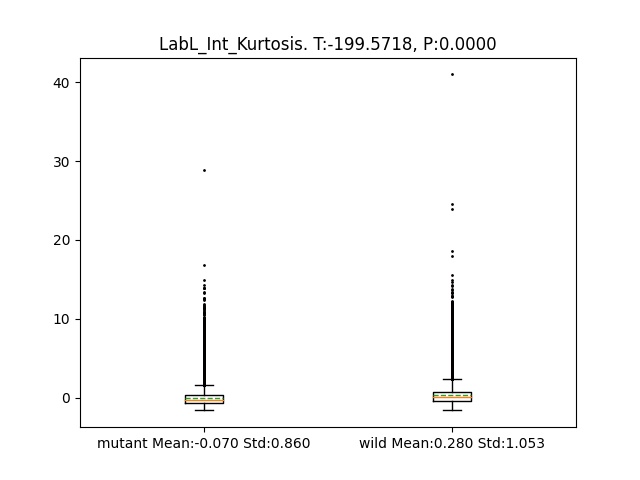 LabL_Int_Kurtosis. T:-199.5718, P:0.0000
40
30
20
10
0
mutant Mean:-0.070 Std:0.860
wild Mean:0.280 Std:1.053